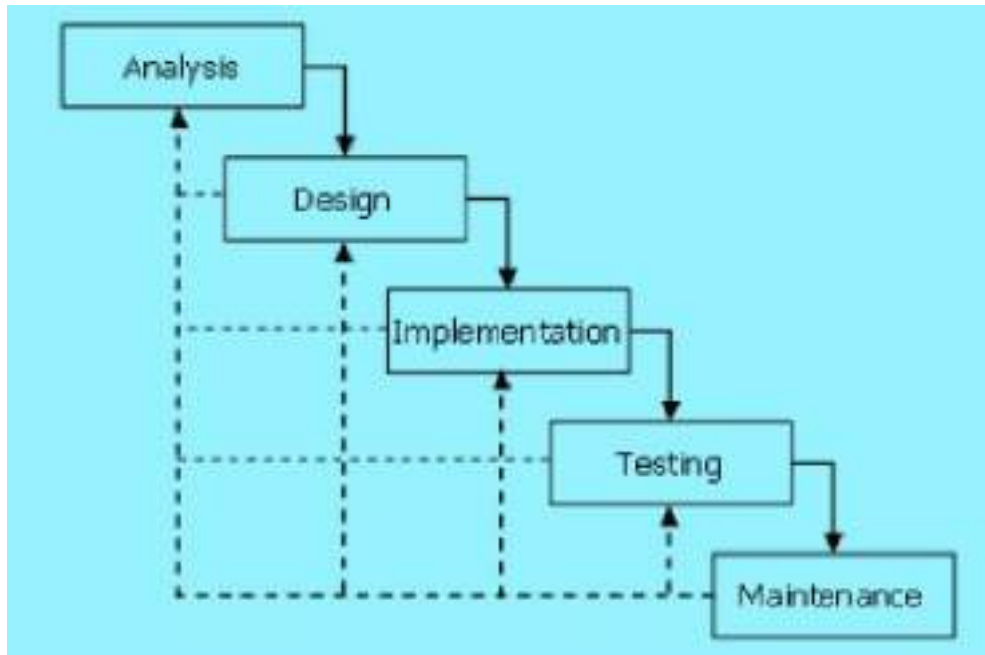 Analysis
Design
Implementation
Testing
Maintenance